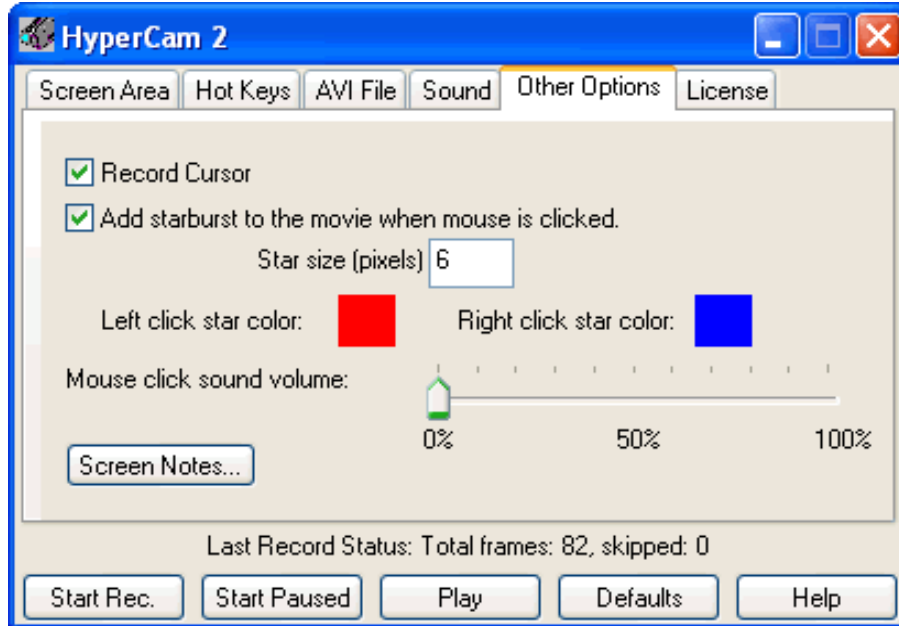 HyperCam 2
Screen Area Hot Keys AVI File Sound Other Options License
Record Cursor
Add starburst to the movie when mouse is clicked.
Star size (pixels) 6
Left click star color: Right click star color:
Mouse click sound volume:
0% 50% 100%
Screen Notes...
Last Record Status: Total frames: 82, skipped: 0
Start Rec. Start Paused Play Defaults Help